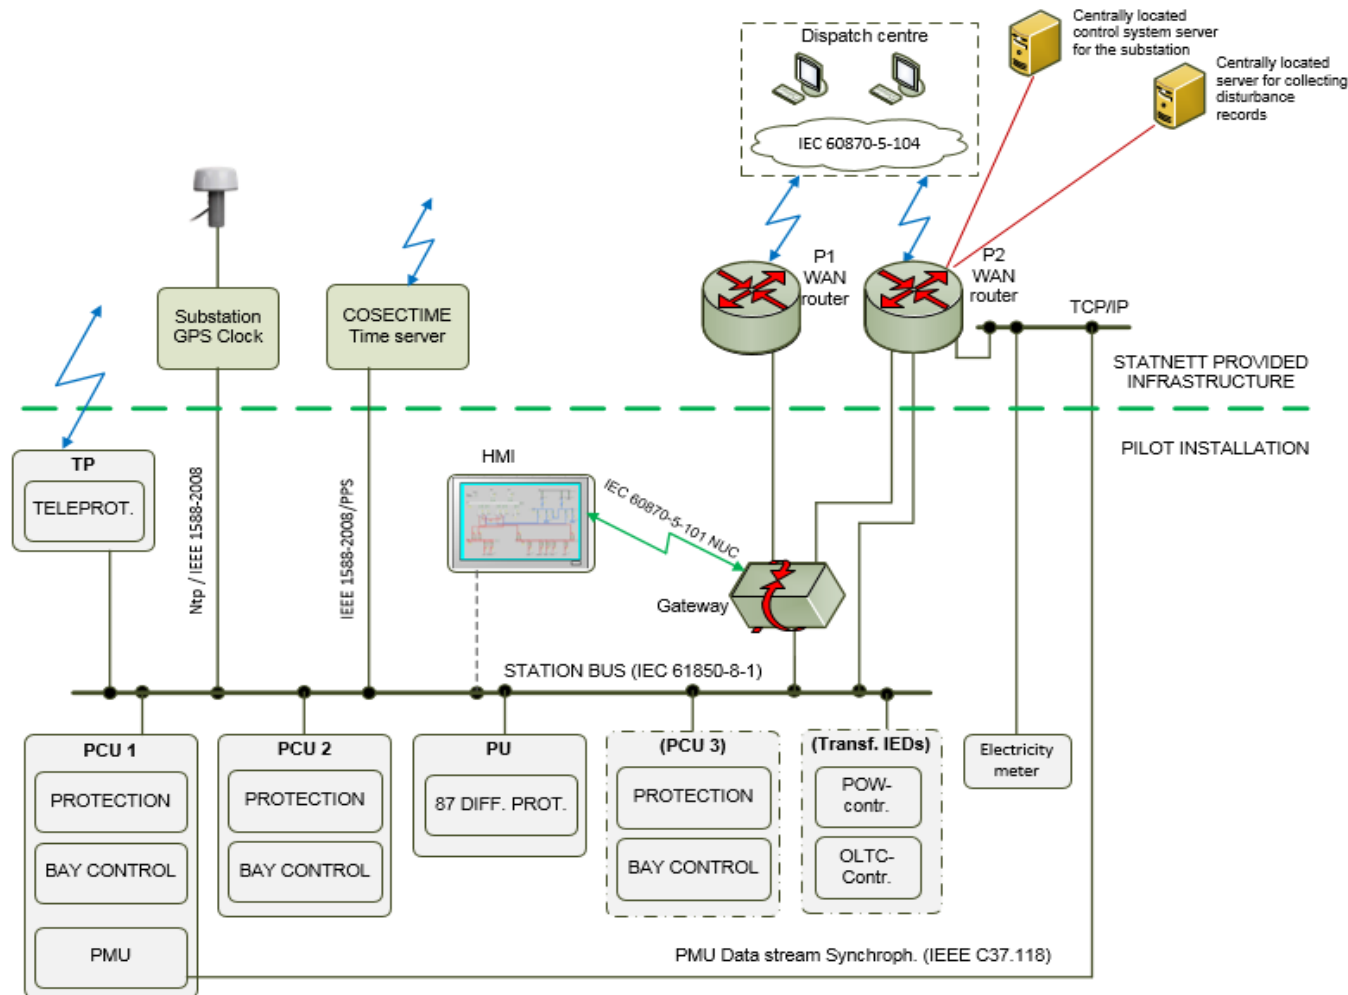 Dispatch centre
IEC 60870-5-104
Centrally located
control system server
for the substation
Centrally located
server for collecting
disturbance
records
P1
WAN
router
P2
WAN
router
TCP/IP
Substation
GPS Clock
COSECTIME
Time server
STATNETT PROVIDED
INFRASTRUCTURE
PILOT INSTALLATION
TP
TELEPROT.
Ntp / IEEE 1588-2008
IEEE 1588-2008/PPS
HMI
IEC 60870-5-101 NUC
Gateway
STATION BUS (IEC 61850-8-1)
PCU 1
PROTECTION
BAY CONTROL
PMU
PCU 2
PROTECTION
BAY CONTROL
PU
87 DIFF. PROT.
(PCU 3)
PROTECTION
BAY CONTROL
(Transf. IEDs)
POW-
contr.
OLTC-
Contr.
Electricity
meter
PMU Data stream Synchroph. (IEEE C37.118)